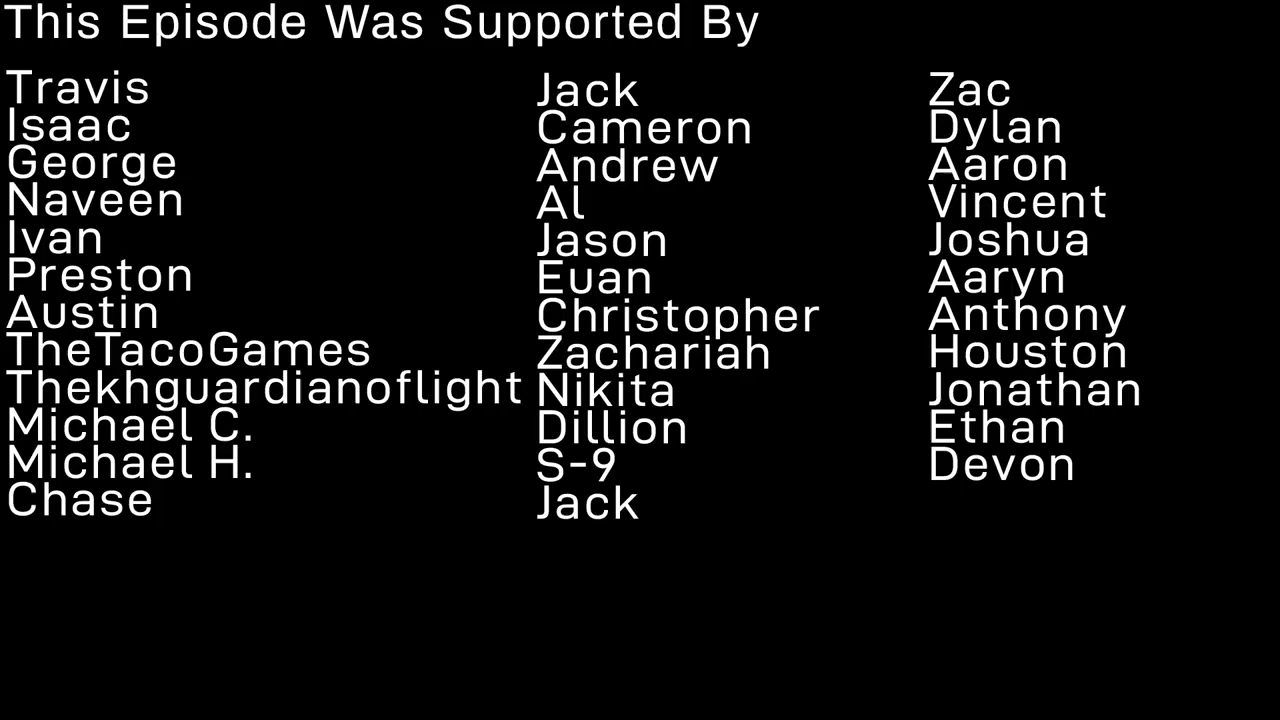 This Episode Was Supported By
Travis
Isaac
George
Naveen
Ivan
Preston
Austin
TheTacoGames
Thekhguardianoflight
Michael C.
Michael H.
Chase
Jack
Cameron
Andrew
Al
Jason
Euan
Christopher
Zachariah
Nikita
Dillion
S-9
Jack
Zac
Dylan
Aaron
Vincent
Joshua
Aaryn
Anthony
Houston
Jonathan
Ethan
Devon